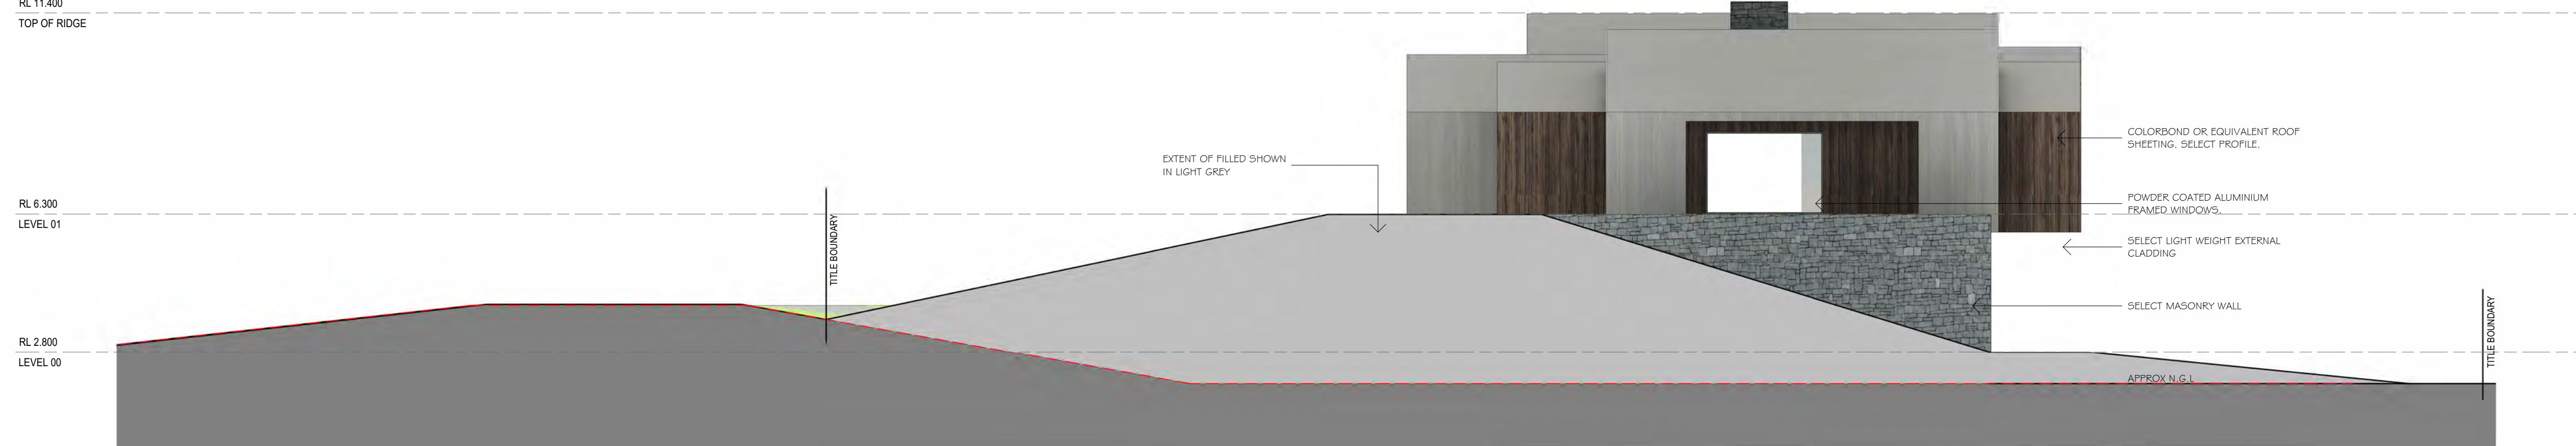 RL 11.400
TOP OF RIDGE
COLORBOND OR EQUIVALENT ROOF
SHEETING. SELECT PROFILE.
EXTENT OF FILLED SHOWN
IN LIGHT GREY
POWDER COATED ALUMINIUM
FRAMED WINDOWS.
RL 6.300
LEVEL 01
TITLE BOUNDARY
SELECT LIGHT WEIGHT EXTERNAL
CLADDING
SELECT MASONRY WALL
TITLE BOUNDARY
RL 2.800
LEVEL 00
APPROX N.G.L